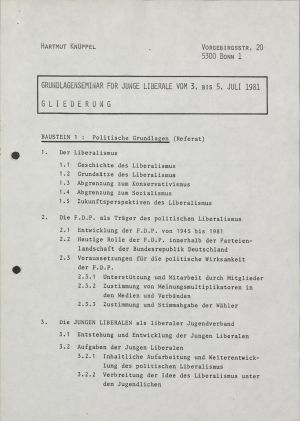 HARTMUT KNÜPPEL
VORGEBIRGSSTR. 20
5300 BONN 1
GRUNDLAGENSEMINAR FÜR JUNGE LIBERALE VOM 3. BIS 5. JULI 1981
G L I E D E R U N G
BAUSTEIN 1 : Politische Grundlagen (Referat)
1. Der Liberalismus
1.1 Geschichte des Liberalismus
1.2 Grundsätze des Liberalismus
1.3 Abgrenzung zum Konservativismus
1.4 Abgrenzung zum Sozialismus
1.5 Zukunftsperspektiven des Liberalismus
2. Die F.D.P. als Träger des politischen Liberalismus
2.1 Entwicklung der F.D.P. von 1945 bis 1981
2.2 Heutige Rolle der F.D.P. innerhalb der Parteien-
landschaft der Bundesrepublik Deutschland
2.3 Voraussetzungen für die politische Wirksamkeit
der F.D.P.
2.3.1 Unterstützung und Mitarbeit durch Mitglieder
2.3.2 Zustimmung von Meinungsmultiplikatoren in
den Medien und Verbänden
2.3.3 Zustimmung und Stimmabgabe der Wähler
3. Die JUNGEN LIBERALEN als liberaler Jugendverband
3.1 Entstehung und Entwicklung der Jungen Liberalen
3.2 Aufgaben der Jungen Liberalen
3.2.1 Inhaltliche Aufarbeitung und Weiterentwick-
lung des politischen Liberalismus
3.2.2 Verbreitung der Idee des Liberalismus unter
den Jugendlichen